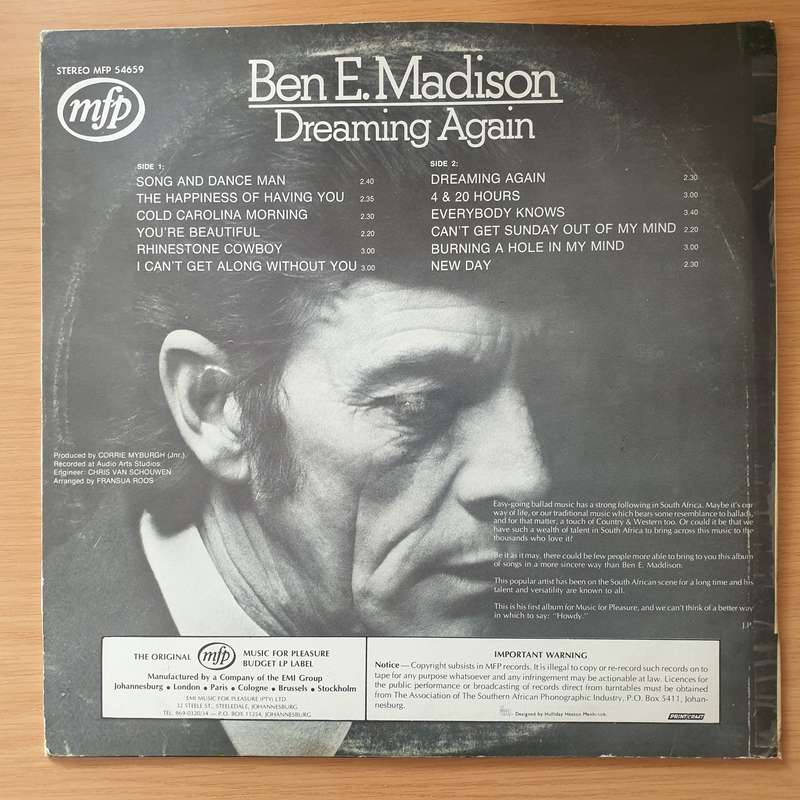 STEREO MFP 54659
mfp
Ben E. Madison
Dreaming Again
SIDE 1;
SONG AND DANCE MAN 2.40
THE HAPPINESS OF HAVING YOU 2.35
COLD CAROLINA MORNING 2.30
YOU'RE BEAUTIFUL 2.20
RHINESTONE COWBOY 3.00
I CAN'T GET ALONG WITHOUT YOU 3.00
SIDE 2:
DREAMING AGAIN 2.30
4 & 20 HOURS 3.00
EVERYBODY KNOWS 3.40
CAN'T GET SUNDAY OUT OF MY MIND 2.20
BURNING A HOLE IN MY MIND 3.00
NEW DAY 2.30
Produced by CORRIE MYBURGH (Jnr.)
Recorded at Audio Arts Studios
Engineer: CHRIS VAN SCHOUWEN
Arranged by FRANSUA ROOS
Easy-going ballad music has a strong following in South Africa. Maybe it's our
way of life, or our traditional music which bears some resemblance to ballads,
and for that matter, a touch of Country & Western too. Or could it be that we
have such a wealth of talent in South Africa to bring across this music to the
thousands who love it?
Be it as it may, there could be few people more able to bring to you this album
of songs in a more sincere way than Ben E. Maddison.
This popular artist has been on the South African scene for a long time and his
talent and versatility are known to all.
This is his first album for Music for Pleasure, and we can't think of a better way
in which to say: "Howdy."
J.P.
THE ORIGINAL mfp MUSIC FOR PLEASURE
BUDGET LP LABEL
Manufactured by a Company of the EMI Group
Johannesburg • London • Paris • Cologne • Brussels • Stockholm
EMI MUSIC FOR PLEASURE (PTY) LTD.
12 STEELE ST., STEELEDALE, JOHANNESBURG
TEL. 869-0120/34 — P.O. BOX 11254, JOHANNESBURG
IMPORTANT WARNING
Notice — Copyright subsists in MFP records. It is illegal to copy or re-record such records on to
tape for any purpose whatsoever and any infringement may be actionable at law. Licences for
the public performance or broadcasting of records direct from turntables must be obtained
from The Association of The Southern African Phonographic Industry, P.O. Box 5411, Johan-
nesburg.
Designed by Halliday Heston Menbrink.
PRINTCRAFT